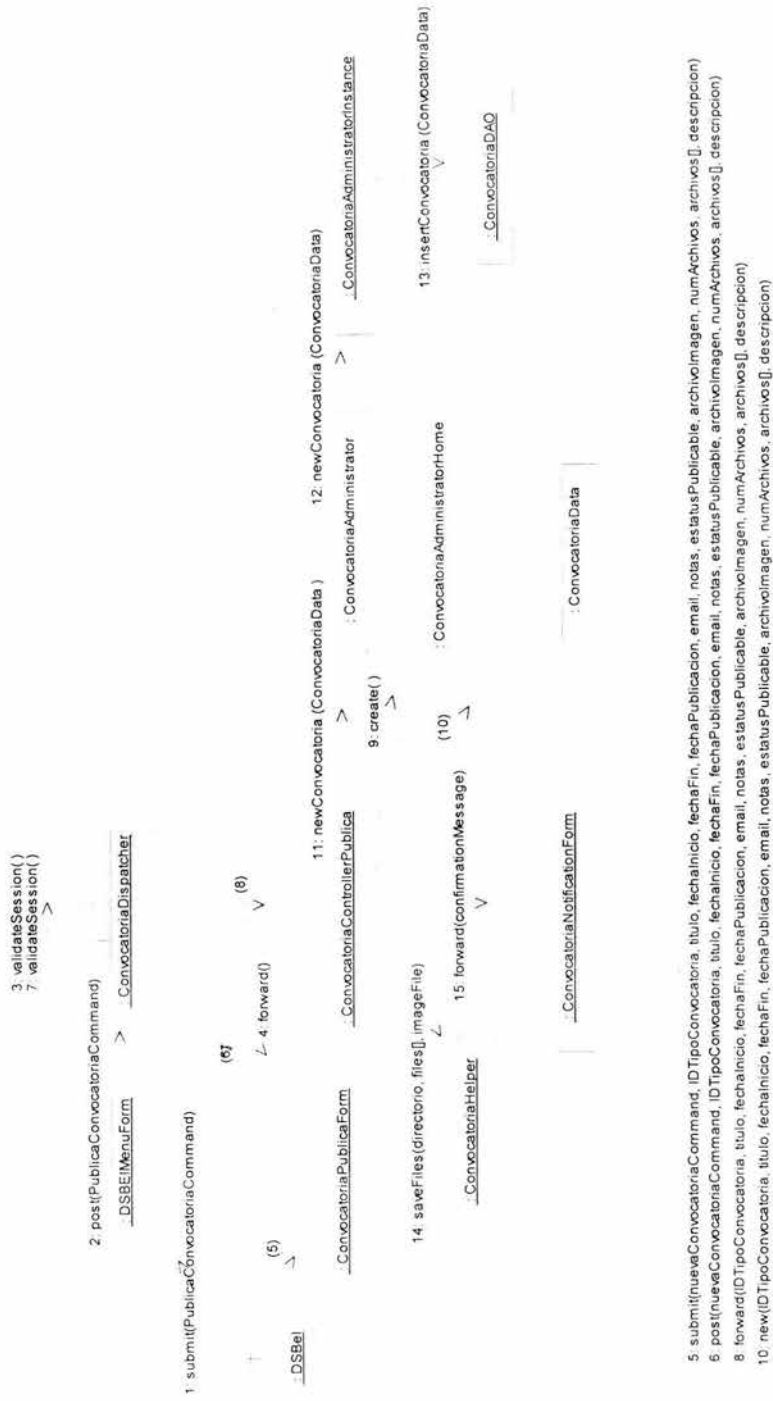 3: validateSession()
7: validateSession()
2: post(PublicaConvocatoriaCommand)
: DSBEIMenuForm
: ConvocatoriaDispatcher
1: submit(PublicaConvocatoriaCommand)
(6)
4: forward()
(8)
(5)
: DSBeI
: ConvocatoriaPublicaForm
: ConvocatoriaControllerPublica
11: newConvocatoria (ConvocatoriaData )
: ConvocatoriaAdministrator
12: newConvocatoria (ConvocatoriaData)
: ConvocatoriaAdministratorInstance
9: create( )
14: saveFiles(directorio, files[], imageFile)
: ConvocatoriaHelper
15: forward(confirmationMessage)
(10)
: ConvocatoriaAdministratorHome
13: insertConvocatoria (ConvocatoriaData)
: ConvocatoriaDAO
: ConvocatoriaNotificationForm
: ConvocatoriaData
5: submit(nuevaConvocatoriaCommand, IDTipoConvocatoria, titulo, fechaInicio, fechaFin, fechaPublicacion, email, notas, estatusPublicable, archivoImagen, numArchivos, archivos[], descripcion)
6: post(nuevaConvocatoriaCommand, IDTipoConvocatoria, titulo, fechaInicio, fechaFin, fechaPublicacion, email, notas, estatusPublicable, archivoImagen, numArchivos, archivos[], descripcion)
8: forward(IDTipoConvocatoria, titulo, fechaInicio, fechaFin, fechaPublicacion, email, notas, estatusPublicable, archivoImagen, numArchivos, archivos[], descripcion)
10: new(IDTipoConvocatoria, titulo, fechaInicio, fechaFin, fechaPublicacion, email, notas, estatusPublicable, archivoImagen, numArchivos, archivos[], descripcion)